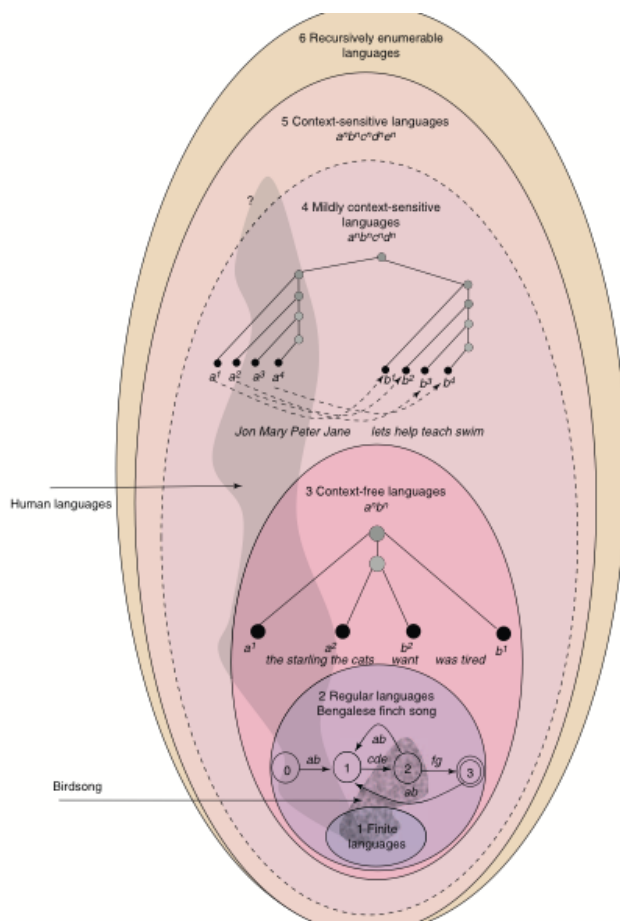 6 Recursively enumerable
languages
5 Context-sensitive languages
aⁿbⁿcⁿdⁿeⁿ
?
4 Mildly context-sensitive
languages
aⁿbⁿcⁿdⁿ
a¹ a² a³ a⁴ b¹ b² b³ b⁴
Jon Mary Peter Jane lets help teach swim
Human languages
3 Context-free languages
aⁿbⁿ
a¹ a² b² b¹
the starling the cats want was tired
2 Regular languages
Bengalese finch song
ab
0 ab 1 cde 2 fg 3
ab
Birdsong
1 Finite
languages